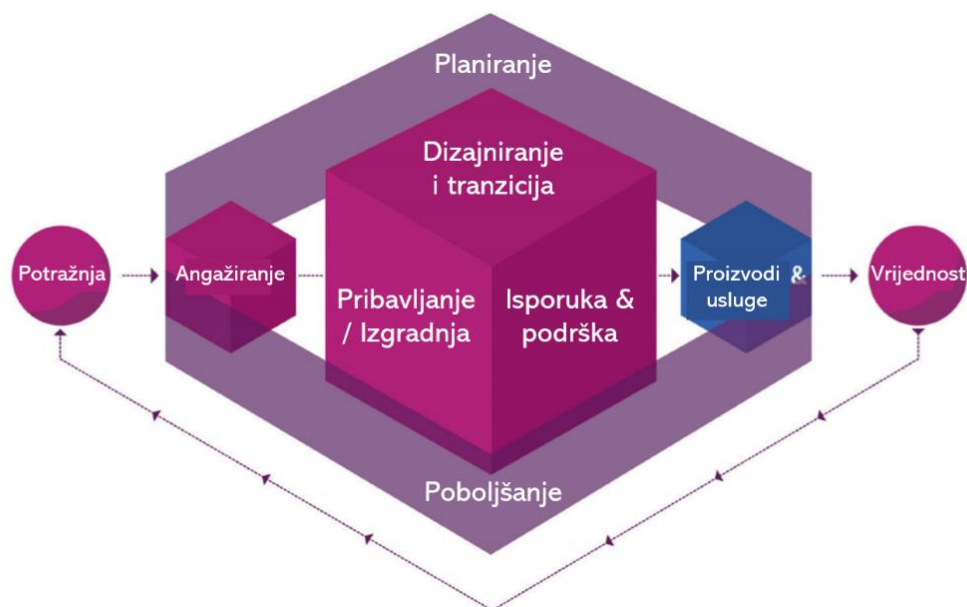 Planiranje
Dizajniranje
i tranzicija
Potražnja
Angažiranje
Pribavljanje
/ Izgradnja
Isporuka &
podrška
Proizvodi &
usluge
Vrijednost
Poboljšanje